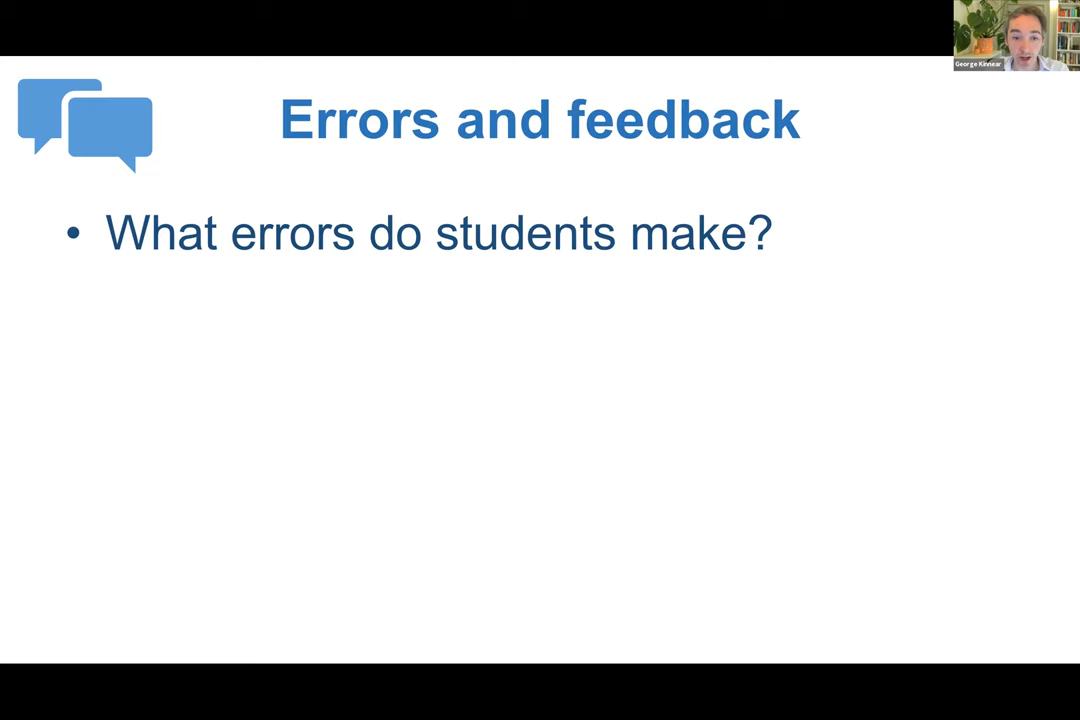 George Kinnear
Errors and feedback
• What errors do students make?